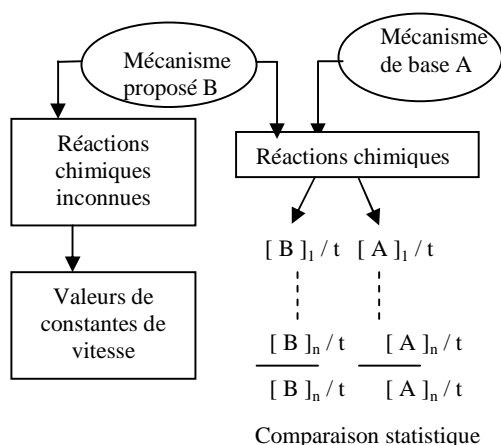 Mécanisme
proposé B
Mécanisme
de base A
Réactions
chimiques
inconnues
Réactions chimiques
Valeurs de
constantes de
vitesse
[ B ]1 / t [ A ]1 / t
[ B ]n / t [ A ]n / t
[ B ]n / t [ A ]n / t
Comparaison statistique